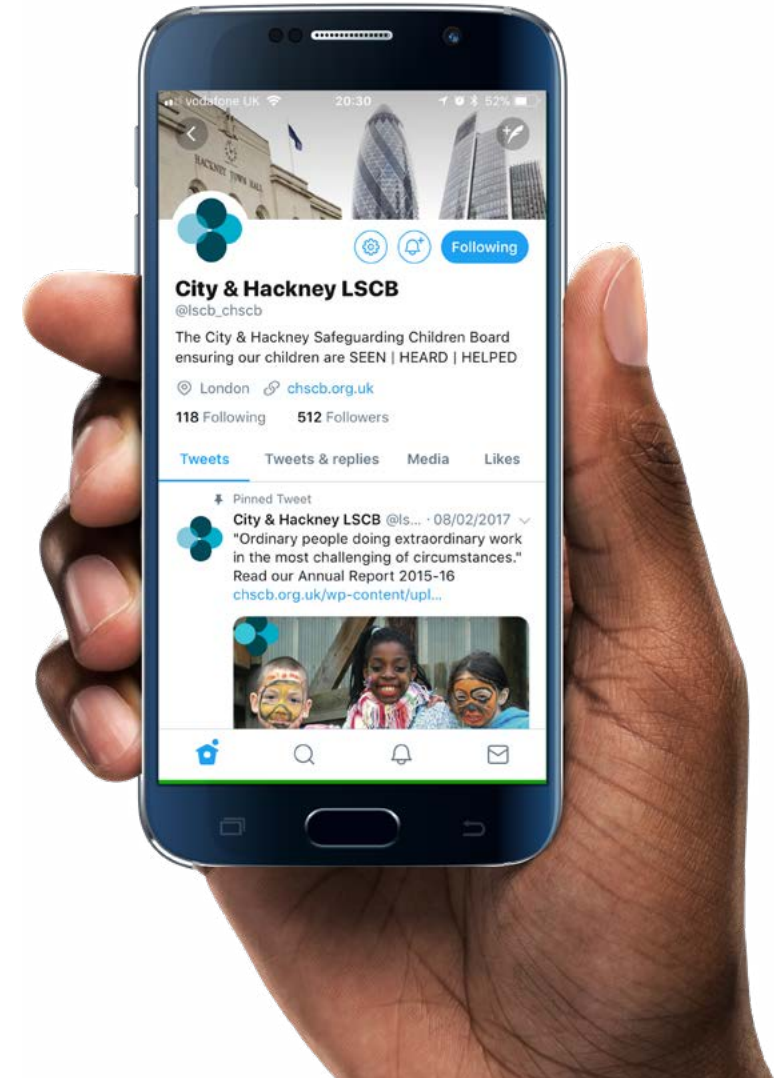 vodafone UK 20:30 52%
HACKNEY TOWN HALL
Following
City & Hackney LSCB
@lscb_chscb
The City & Hackney Safeguarding Children Board
ensuring our children are SEEN | HEARD | HELPED
London chscb.org.uk
118 Following 512 Followers
Tweets Tweets & replies Media Likes
Pinned Tweet
City & Hackney LSCB @ls... · 08/02/2017
"Ordinary people doing extraordinary work
in the most challenging of circumstances."
Read our Annual Report 2015-16
chscb.org.uk/wp-content/upl...